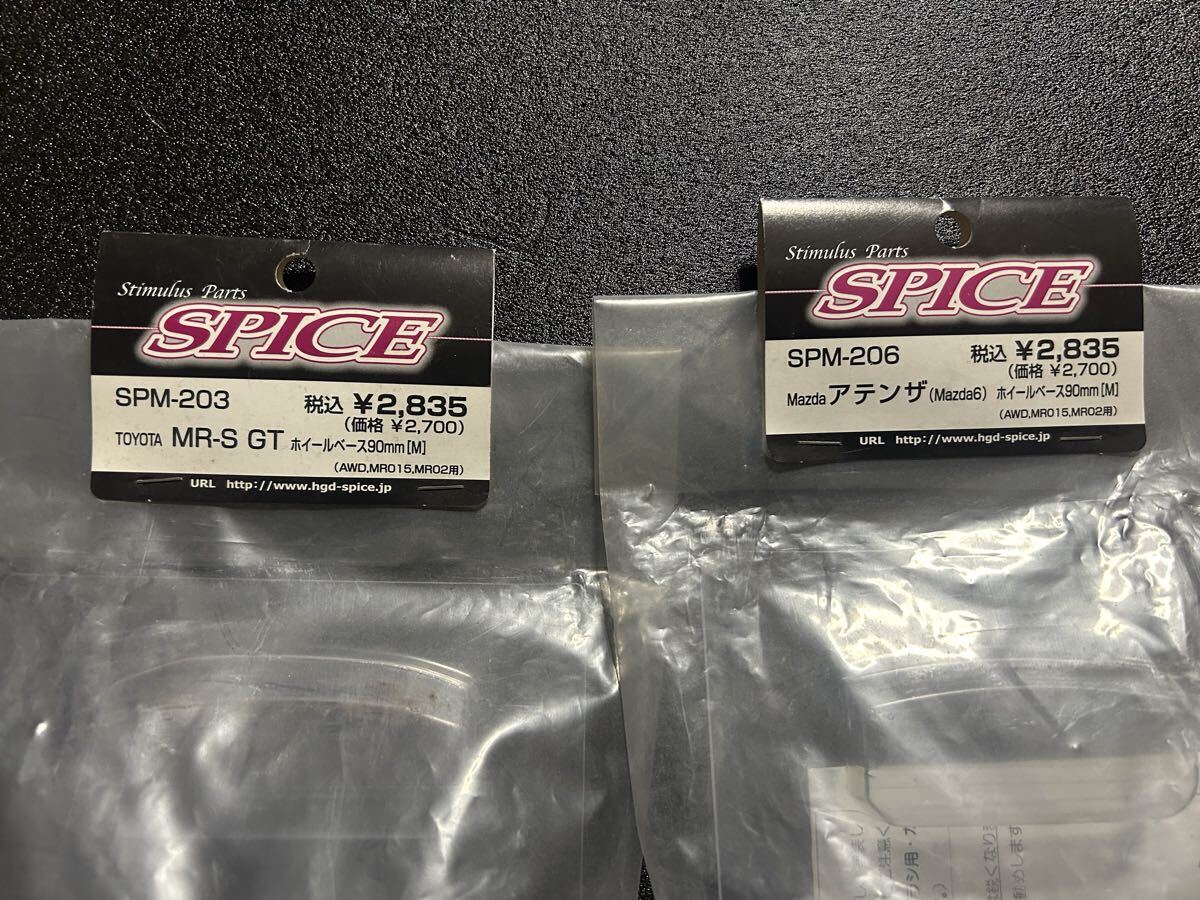 Stimulus Parts
SPICE
SPM-203 税込 ¥2,835
(価格 ¥2,700)
TOYOTA MR-S GT ホイールベース90mm[M]
(AWD,MR015,MR02用)
URL http://www.hgd-spice.jp
Stimulus Parts
SPICE
SPM-206 税込 ¥2,835
(価格 ¥2,700)
Mazda アテンザ(Mazda6) ホイールベース90mm[M]
(AWD,MR015,MR02用)
URL http://www.hgd-spice.jp